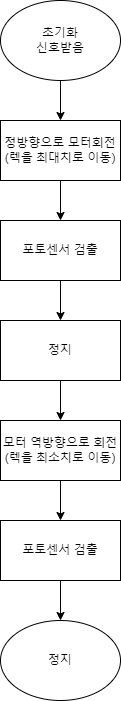 초기화
신호받음
정방향으로 모터회전
(렉을 최대치로 이동)
포토센서 검출
정지
모터 역방향으로 회전
(렉을 최소치로 이동)
포토센서 검출
정지